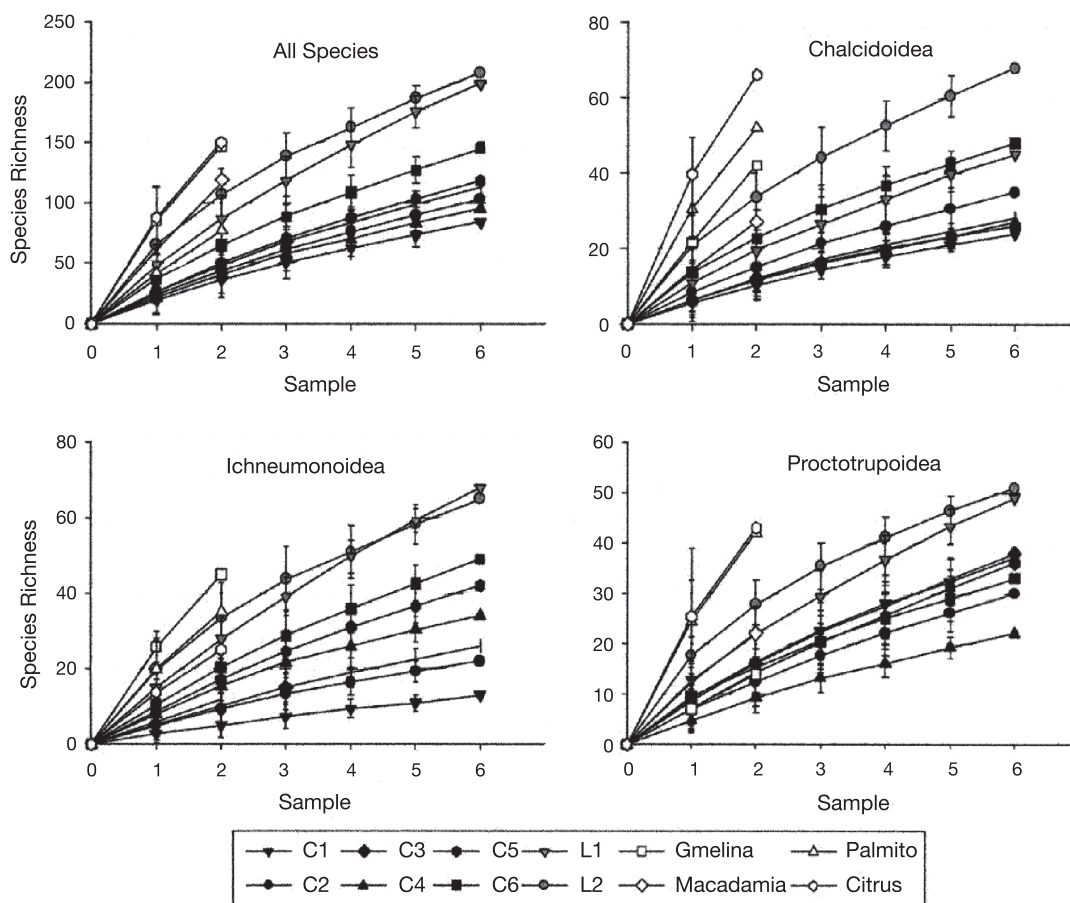 All Species
Species Richness
250
200
150
100
50
0
0 1 2 3 4 5 6
Sample
Chalcidoidea
80
60
40
20
0
0 1 2 3 4 5 6
Sample
Ichneumonoidea
Species Richness
80
60
40
20
0
0 1 2 3 4 5 6
Sample
Proctotrupoidea
60
50
40
30
20
10
0
0 1 2 3 4 5 6
Sample
C1 C3 C5 L1 Gmelina Palmito
C2 C4 C6 L2 Macadamia Citrus